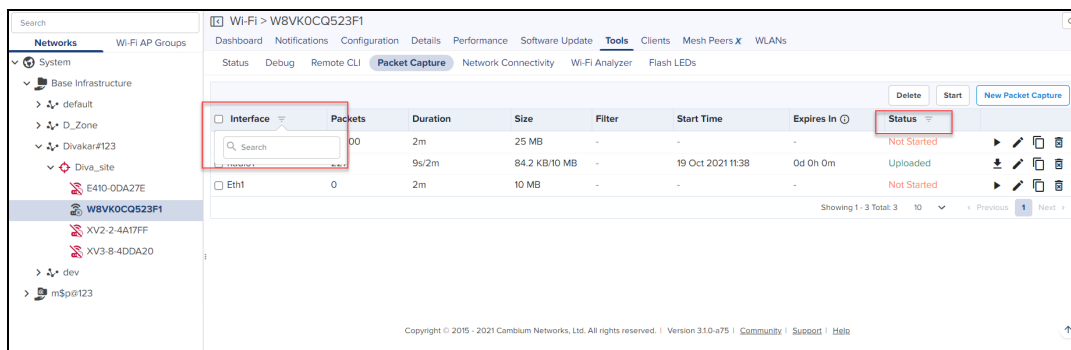 Search
Networks Wi-Fi AP Groups
System
Base Infrastructure
default
D_Zone
Divakar#123
Diva_site
E410-0DA27E
W8VK0CQ523F1
XV2-2-4A17FF
XV3-8-4DDA20
dev
m$p@123
Wi-Fi > W8VK0CQ523F1
Dashboard Notifications Configuration Details Performance Software Update Tools Clients Mesh Peers X WLANs
Status Debug Remote CLI Packet Capture Network Connectivity Wi-Fi Analyzer Flash LEDs
Delete Start New Packet Capture
Interface Packets Duration Size Filter Start Time Expires In Status
Search
00 2m 25 MB - - - Not Started
9s/2m 84.2 KB/10 MB - 19 Oct 2021 11:38 0d 0h 0m Uploaded
Eth1 0 2m 10 MB - - - Not Started
Showing 1 - 3 Total: 3 10 < Previous 1 Next >
Copyright © 2015 - 2021 Cambium Networks, Ltd. All rights reserved. | Version 3.1.0-a75 | Community | Support | Help